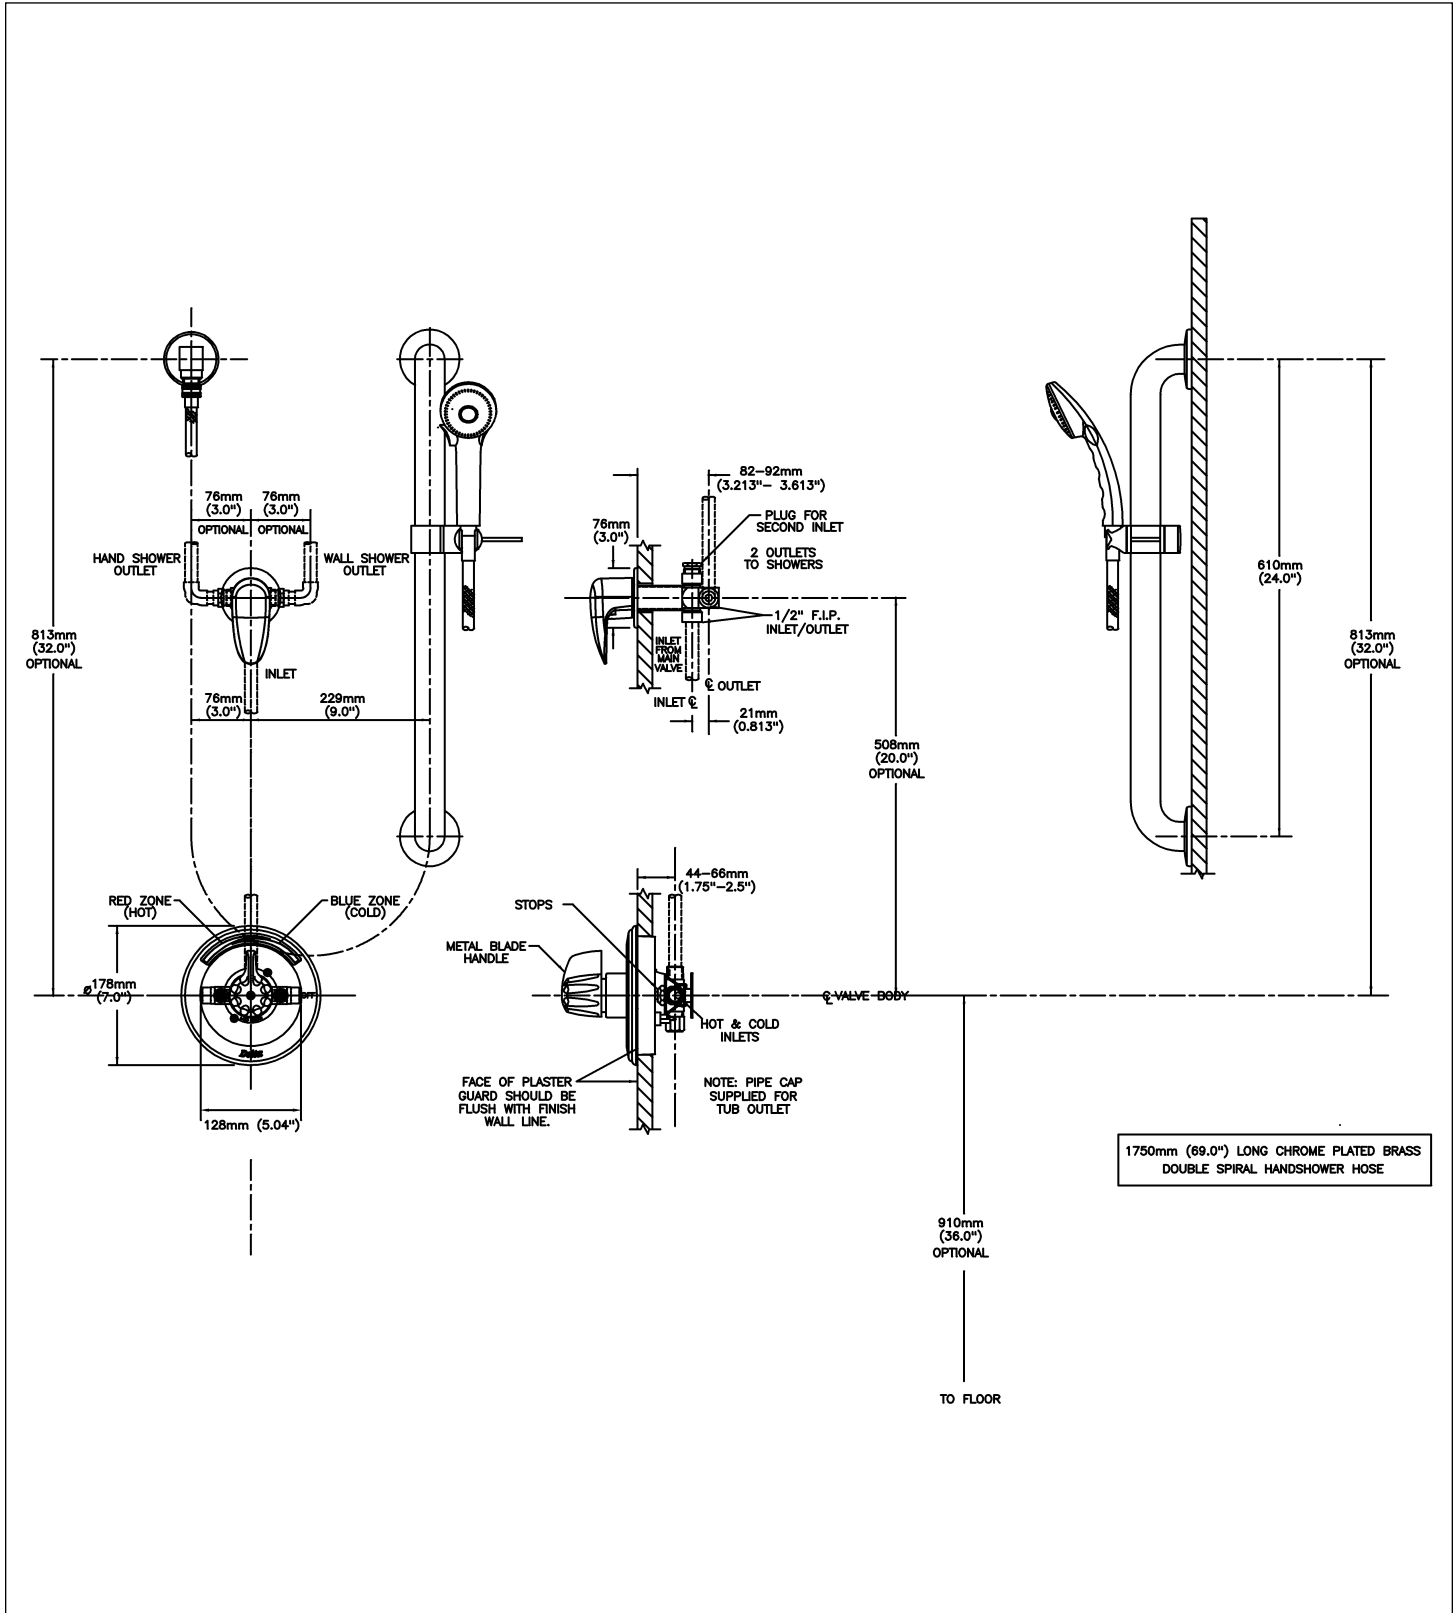 82–92mm
(3.213"– 3.613")
76mm
(3.0")
76mm
(3.0")
OPTIONAL
OPTIONAL
HAND SHOWER
OUTLET
WALL SHOWER
OUTLET
76mm
(3.0")
PLUG FOR
SECOND INLET
2 OUTLETS
TO SHOWERS
1/2" F.I.P.
INLET/OUTLET
INLET
FROM
MAIN
VALVE
610mm
(24.0")
813mm
(32.0")
OPTIONAL
813mm
(32.0")
OPTIONAL
INLET
76mm
(3.0")
229mm
(9.0")
℄ OUTLET
INLET ℄
21mm
(0.813")
508mm
(20.0")
OPTIONAL
RED ZONE
(HOT)
BLUE ZONE
(COLD)
44–66mm
(1.75"–2.5")
STOPS
METAL BLADE
HANDLE
ø178mm
(7.0")
OFF
Delta
℄ VALVE BODY
HOT & COLD
INLETS
FACE OF PLASTER
GUARD SHOULD BE
FLUSH WITH FINISH
WALL LINE.
NOTE: PIPE CAP
SUPPLIED FOR
TUB OUTLET
128mm (5.04")
1750mm (69.0") LONG CHROME PLATED BRASS
DOUBLE SPIRAL HANDSHOWER HOSE
910mm
(36.0")
OPTIONAL
TO FLOOR